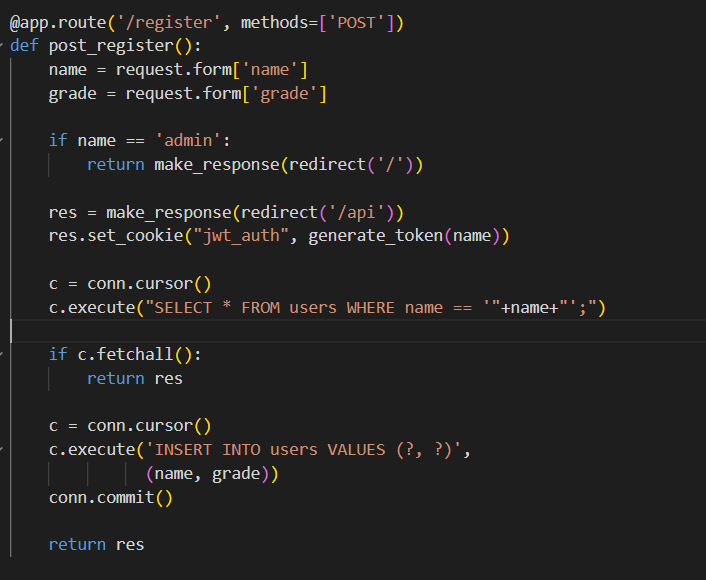 @app.route('/register', methods=['POST'])
def post_register():
    name = request.form['name']
    grade = request.form['grade']
    if name == 'admin':
        return make_response(redirect('/'))
    res = make_response(redirect('/api'))
    res.set_cookie("jwt_auth", generate_token(name))
    c = conn.cursor()
    c.execute("SELECT * FROM users WHERE name == '"+name+"';")
    if c.fetchall():
        return res
    c = conn.cursor()
    c.execute('INSERT INTO users VALUES (?, ?)',
              (name, grade))
    conn.commit()
    return res